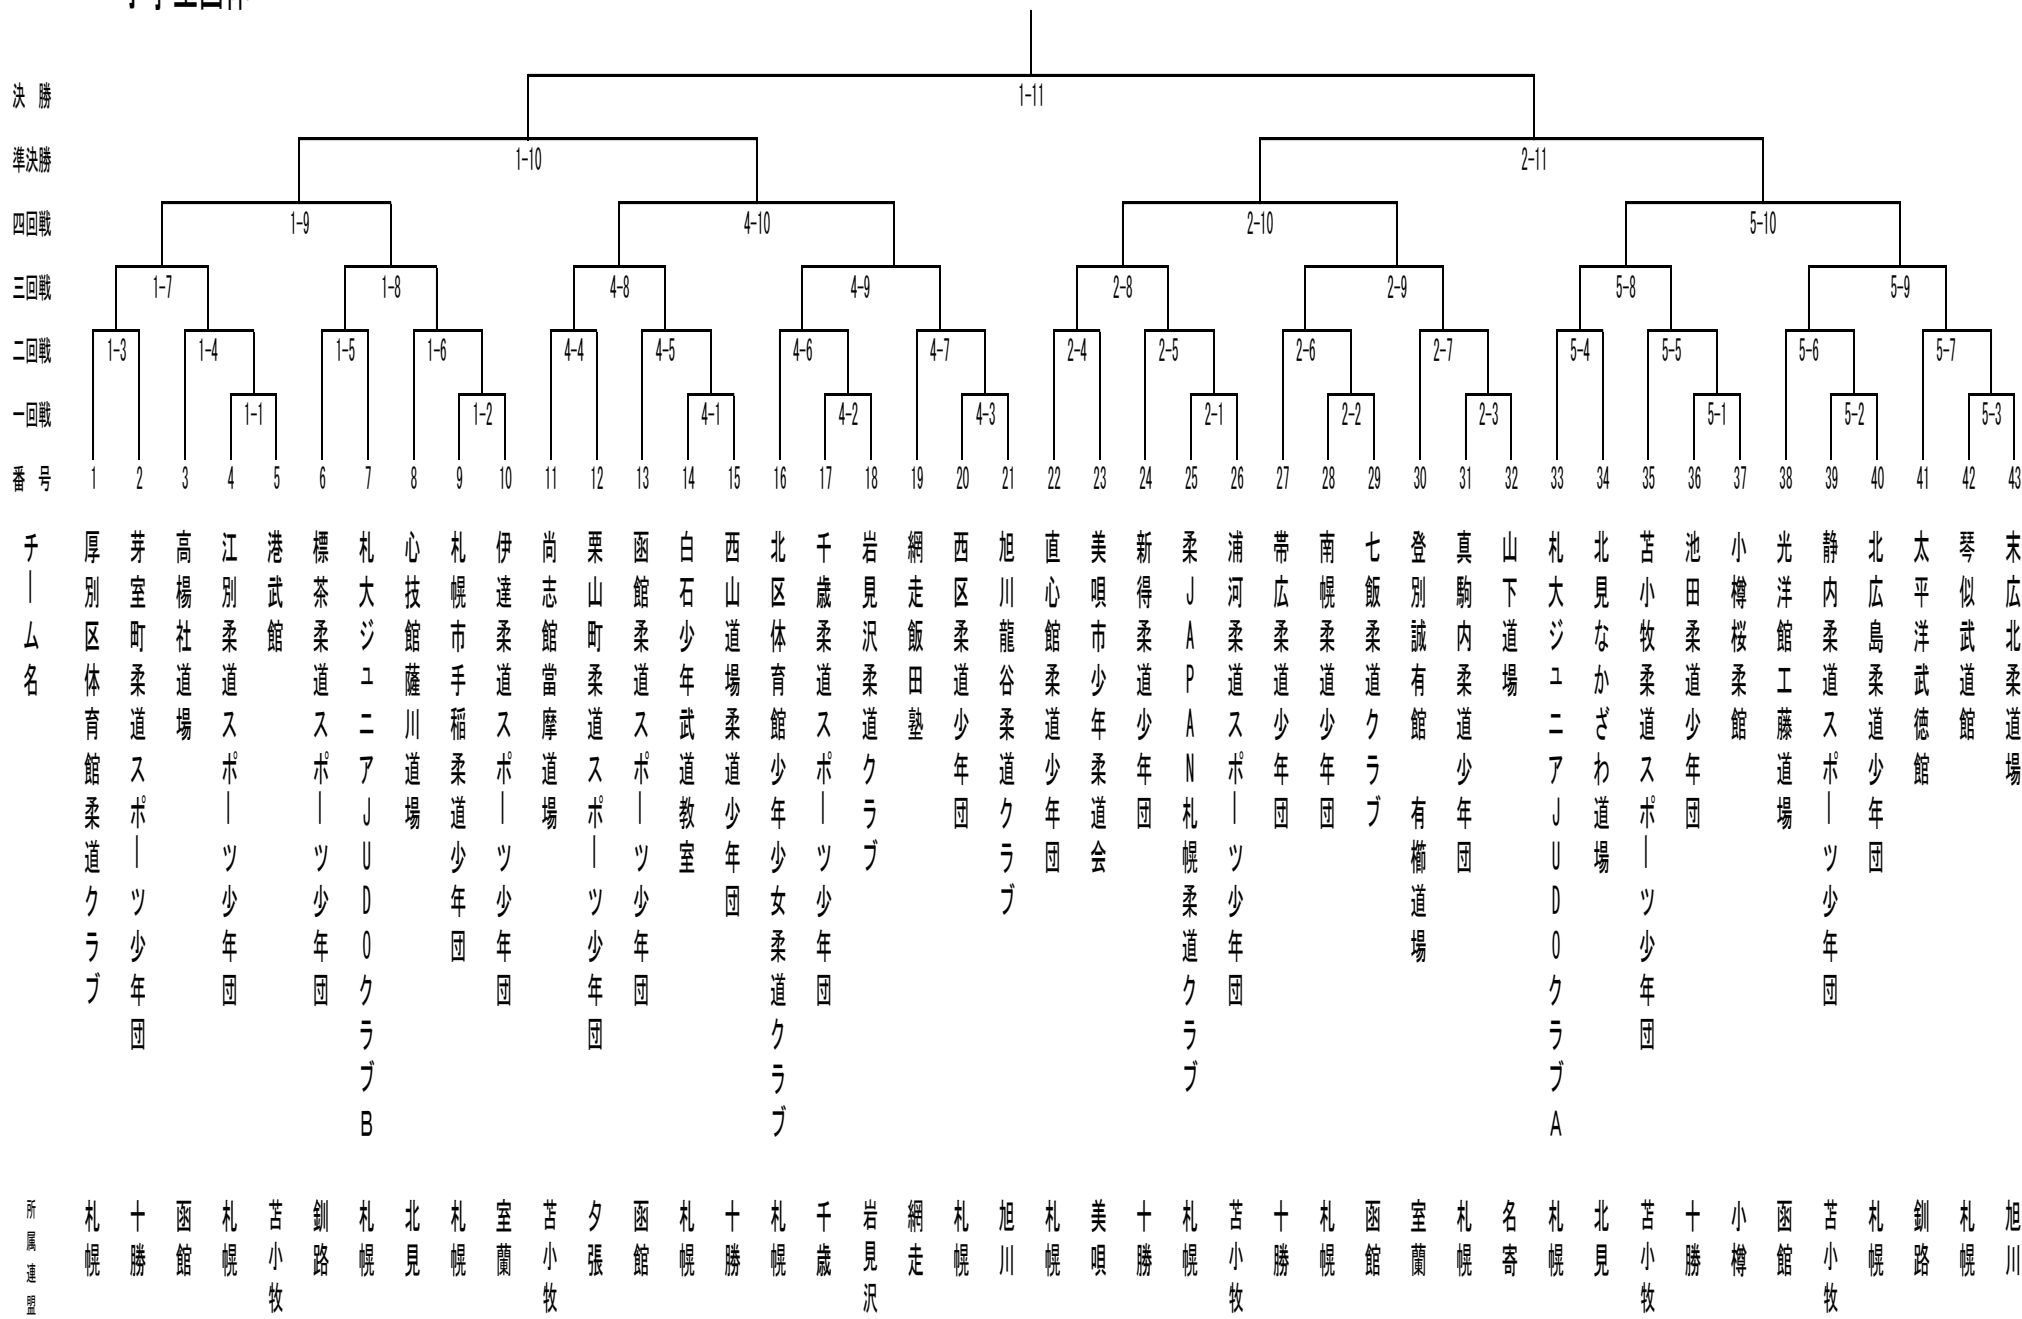 決　勝
1-11
準決勝
1-10 2-11
四回戦
1-9 4-10 2-10 5-10
三回戦
1-7 1-8 4-8 4-9 2-8 2-9 5-8 5-9
二回戦
1-3 1-4 1-5 1-6 4-4 4-5 4-6 4-7 2-4 2-5 2-6 2-7 5-4 5-5 5-6 5-7
一回戦
1-1 1-2 4-1 4-2 4-3 2-1 2-2 2-3 5-1 5-2 5-3
番　号
1 2 3 4 5 6 7 8 9 10 11 12 13 14 15 16 17 18 19 20 21 22 23 24 25 26 27 28 29 30 31 32 33 34 35 36 37 38 39 40 41 42 43
チーム名
厚別区体育館柔道クラブ
芽室町柔道スポーツ少年団
高橋社道場
江別柔道スポーツ少年団
港武館
標茶柔道スポーツ少年団
札大ジュニアJUDOクラブB
心技館薩川道場
札幌市手稲柔道少年団
伊達柔道スポーツ少年団
尚志館當摩道場
栗山町柔道スポーツ少年団
函館柔道スポーツ少年団
白石少年武道教室
西山道場柔道少年団
北区体育館少年少女柔道クラブ
千歳柔道スポーツ少年団
岩見沢柔道クラブ
網走飯田塾
西区柔道少年団
旭川龍谷柔道クラブ
直心館柔道少年団
美唄市少年柔道会
新得柔道少年団
柔JAPAN札幌柔道クラブ
浦河柔道スポーツ少年団
帯広柔道少年団
南幌柔道少年団
七飯柔道クラブ
登別誠有館　有櫛道場
真駒内柔道少年団
山下道場
札大ジュニアJUDOクラブA
北見なかざわ道場
苫小牧柔道スポーツ少年団
池田柔道少年団
小樽桜柔館
光洋館工藤道場
静内柔道スポーツ少年団
北広島柔道少年団
太平洋武徳館
琴似武道館
末広北柔道場
所属連盟
札幌
十勝
函館
札幌
苫小牧
釧路
札幌
北見
札幌
室蘭
苫小牧
夕張
函館
札幌
十勝
札幌
千歳
岩見沢
網走
札幌
旭川
札幌
美唄
十勝
札幌
苫小牧
十勝
札幌
函館
室蘭
札幌
名寄
札幌
北見
苫小牧
十勝
小樽
函館
苫小牧
札幌
釧路
札幌
旭川